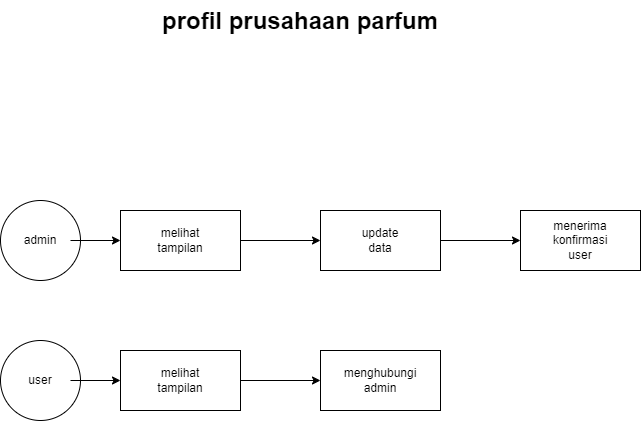 profil prusahaan parfum
admin
melihat
tampilan
update
data
menerima
konfirmasi
user
user
melihat
tampilan
menghubungi
admin